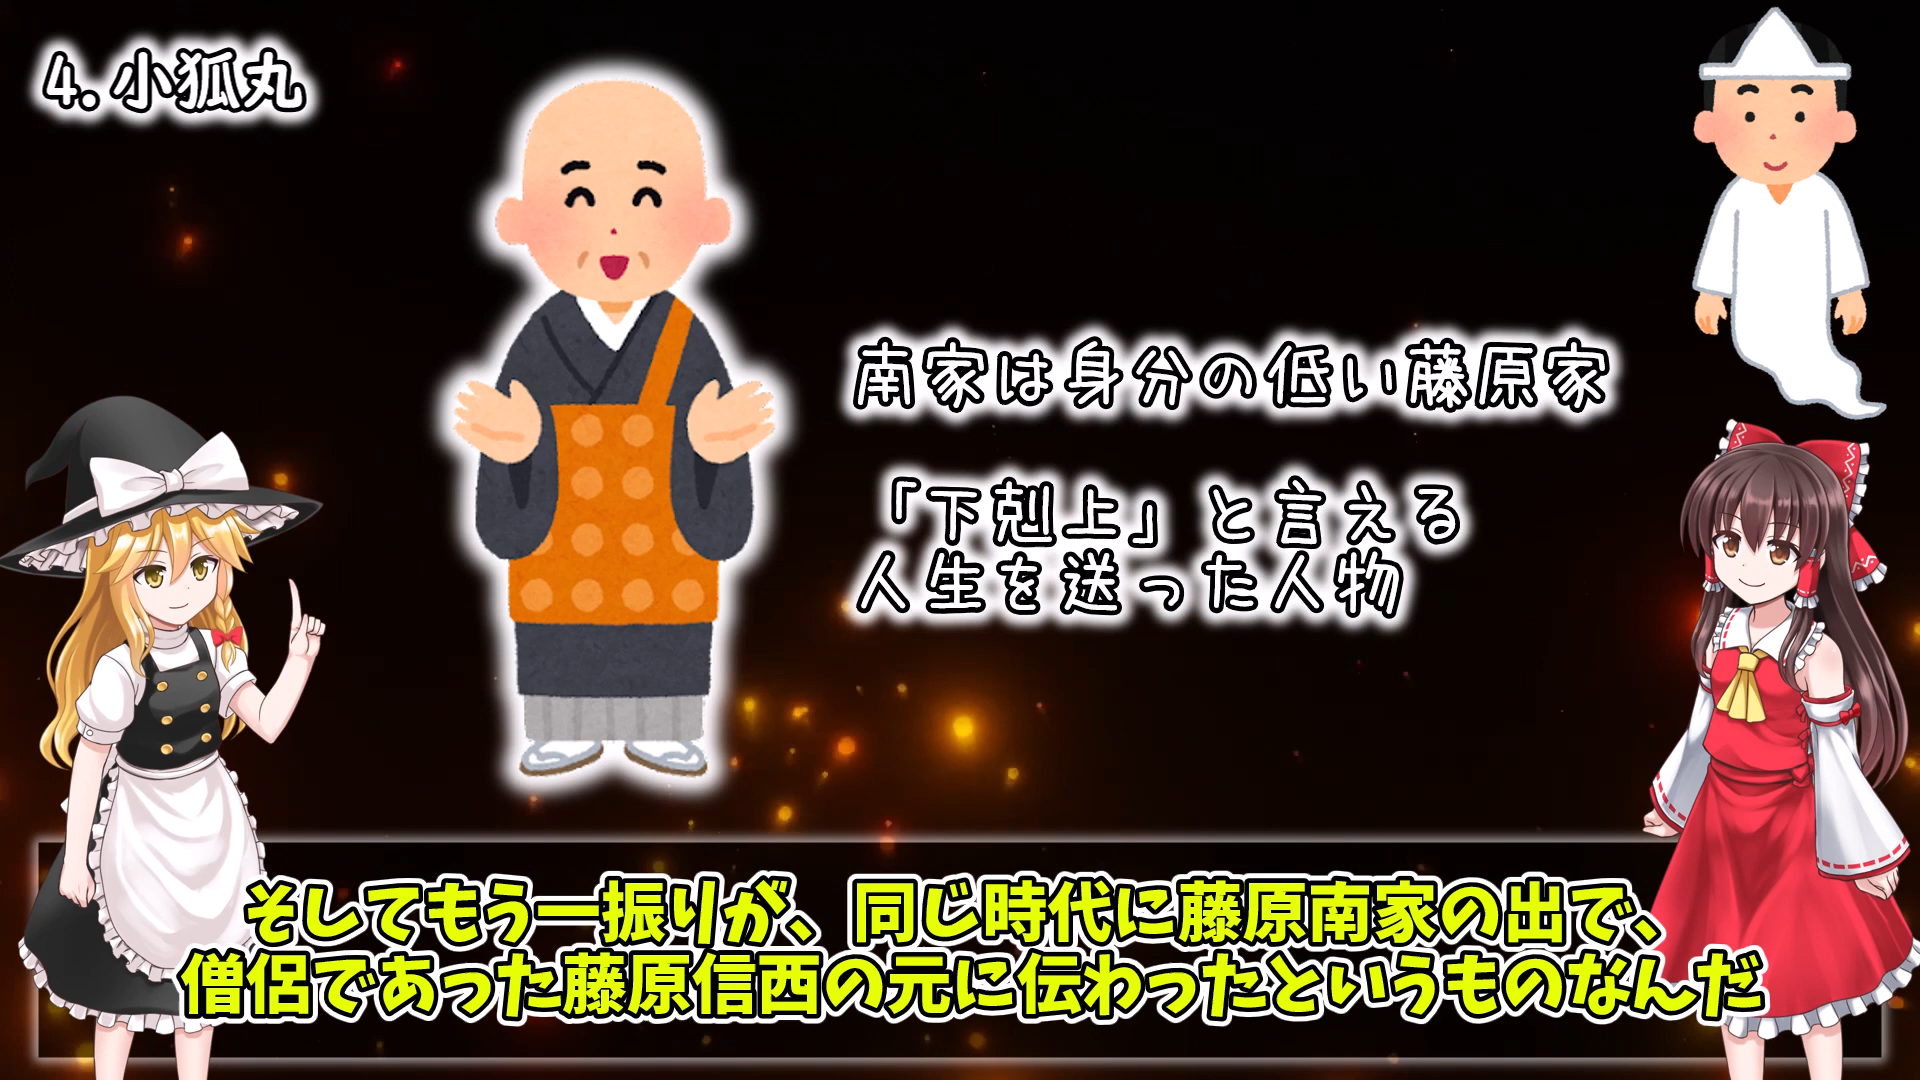 4.小狐丸
南家は身分の低い藤原家
「下剋上」と言える
人生を送った人物
そしてもう一振りが、同じ時代に藤原南家の出で、
僧侶であった藤原信西の元に伝わったというものなんだ